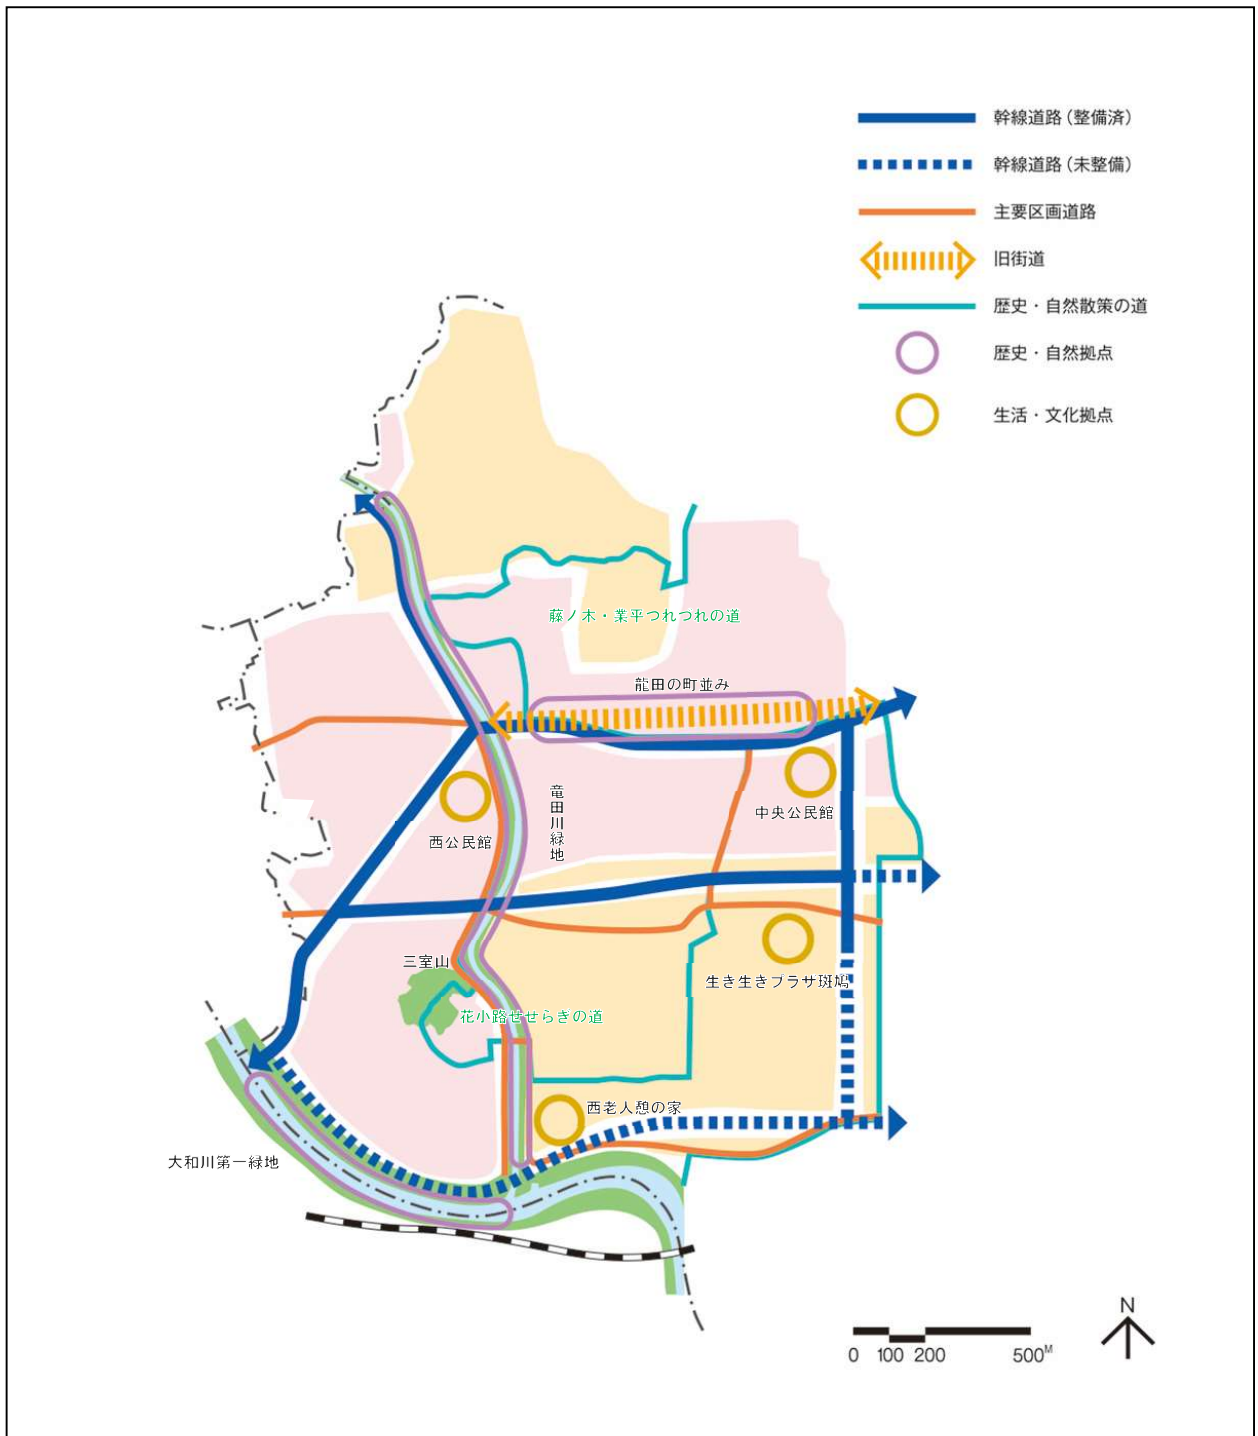 幹線道路（整備済）
幹線道路（未整備）
主要区画道路
旧街道
歴史・自然散策の道
歴史・自然拠点
生活・文化拠点
藤ノ木・業平つれつれの道
龍田の町並み
竜田川緑地
中央公民館
西公民館
三室山
生き生きプラザ斑鳩
花小路せせらぎの道
西老人憩の家
大和川第一緑地
N
0 100 200 500M